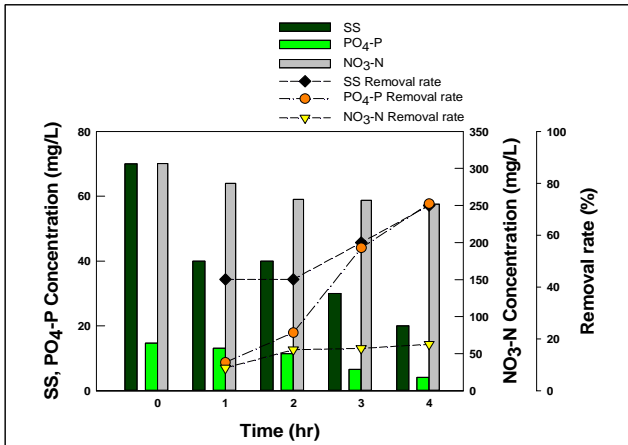 SS
PO4-P
NO3-N
SS Removal rate
PO4-P Removal rate
NO3-N Removal rate
SS, PO4-P Concentration (mg/L)
80
60
40
20
0
350
300
250
200
150
100
50
0
NO3-N Concentration (mg/L)
100
80
60
40
20
0
Removal rate (%)
0 1 2 3 4
Time (hr)